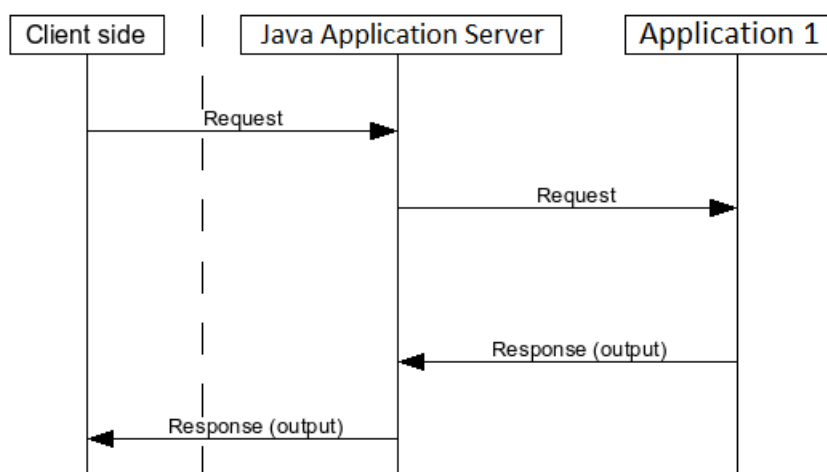 Client side
Java Application Server
Application 1
Request
Request
Response (output)
Response (output)